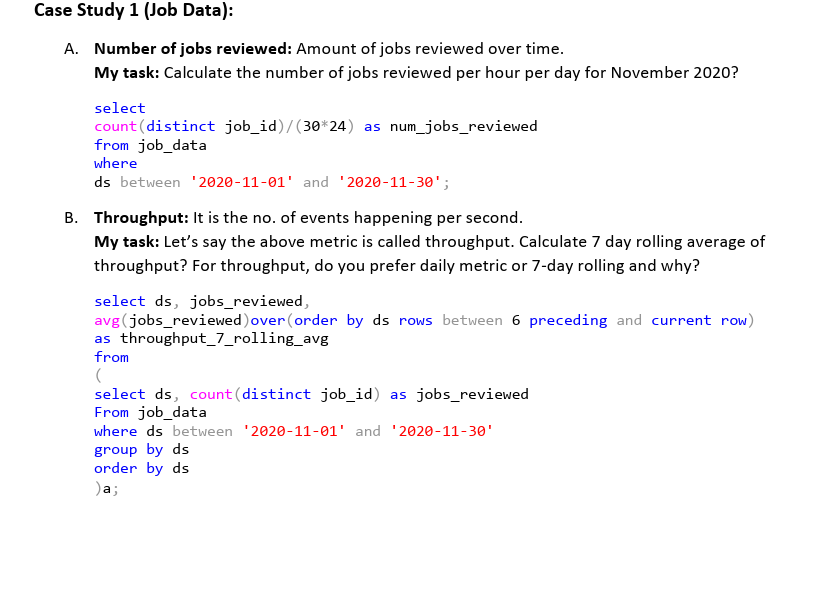 Case Study 1 (Job Data):
A. Number of jobs reviewed: Amount of jobs reviewed over time.
My task: Calculate the number of jobs reviewed per hour per day for November 2020?
select
count(distinct job_id)/(30*24) as num_jobs_reviewed
from job_data
where
ds between '2020-11-01' and '2020-11-30';
B. Throughput: It is the no. of events happening per second.
My task: Let’s say the above metric is called throughput. Calculate 7 day rolling average of
throughput? For throughput, do you prefer daily metric or 7-day rolling and why?
select ds, jobs_reviewed,
avg(jobs_reviewed)over(order by ds rows between 6 preceding and current row)
as throughput_7_rolling_avg
from
(
select ds, count(distinct job_id) as jobs_reviewed
From job_data
where ds between '2020-11-01' and '2020-11-30'
group by ds
order by ds
)a;